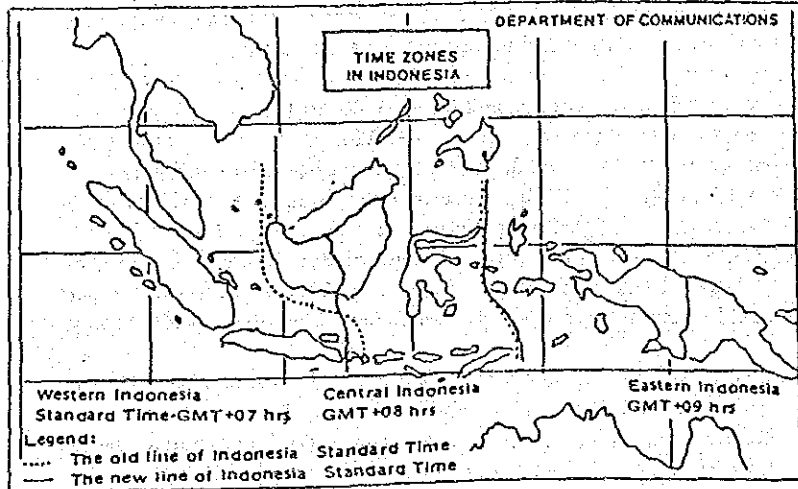 DEPARTMENT OF COMMUNICATIONS
TIME ZONES
IN INDONESIA
Western Indonesia
Standard Time-GMT+07 hrs
Central Indonesia
GMT+08 hrs
Eastern Indonesia
GMT+09 hrs
Legend:
..... The old line of Indonesia Standard Time
— The new line of Indonesia Standard Time